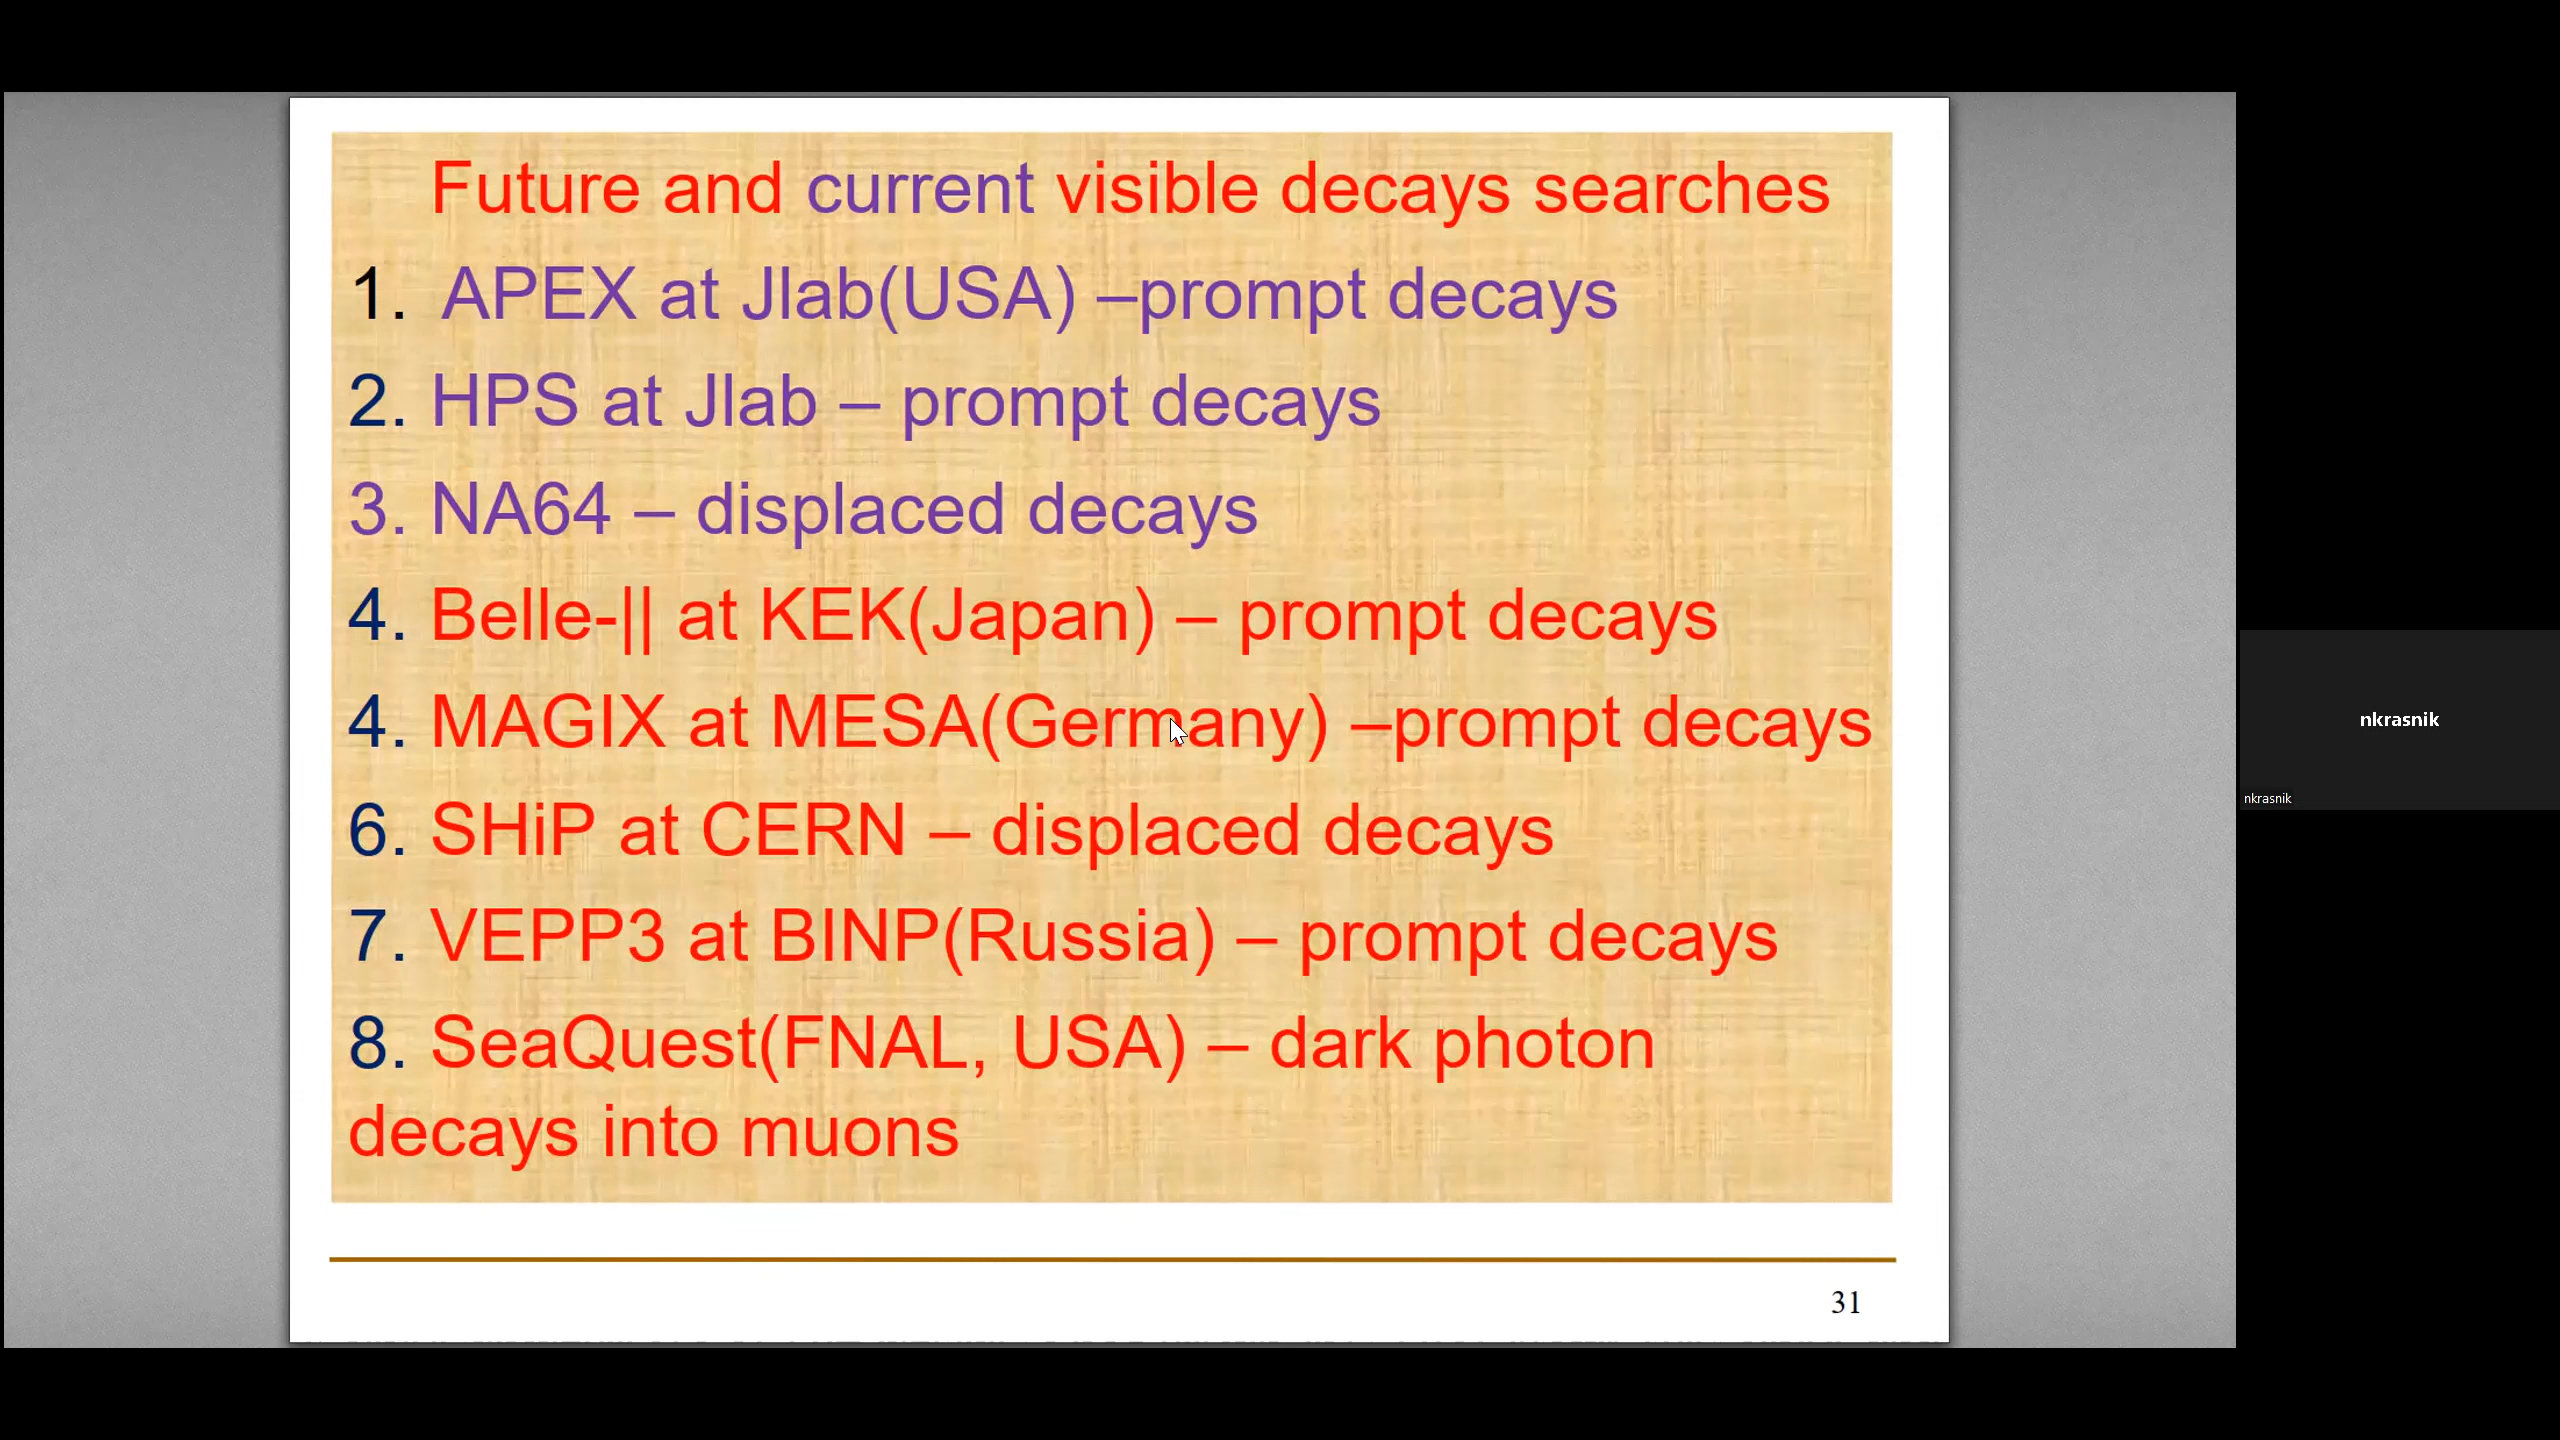 Future and current visible decays searches
1. APEX at Jlab(USA) –prompt decays
2. HPS at Jlab – prompt decays
3. NA64 – displaced decays
4. Belle-|| at KEK(Japan) – prompt decays
4. MAGIX at MESA(Germany) –prompt decays
6. SHiP at CERN – displaced decays
7. VEPP3 at BINP(Russia) – prompt decays
8. SeaQuest(FNAL, USA) – dark photon
decays into muons
31
nkrasnik
nkrasnik